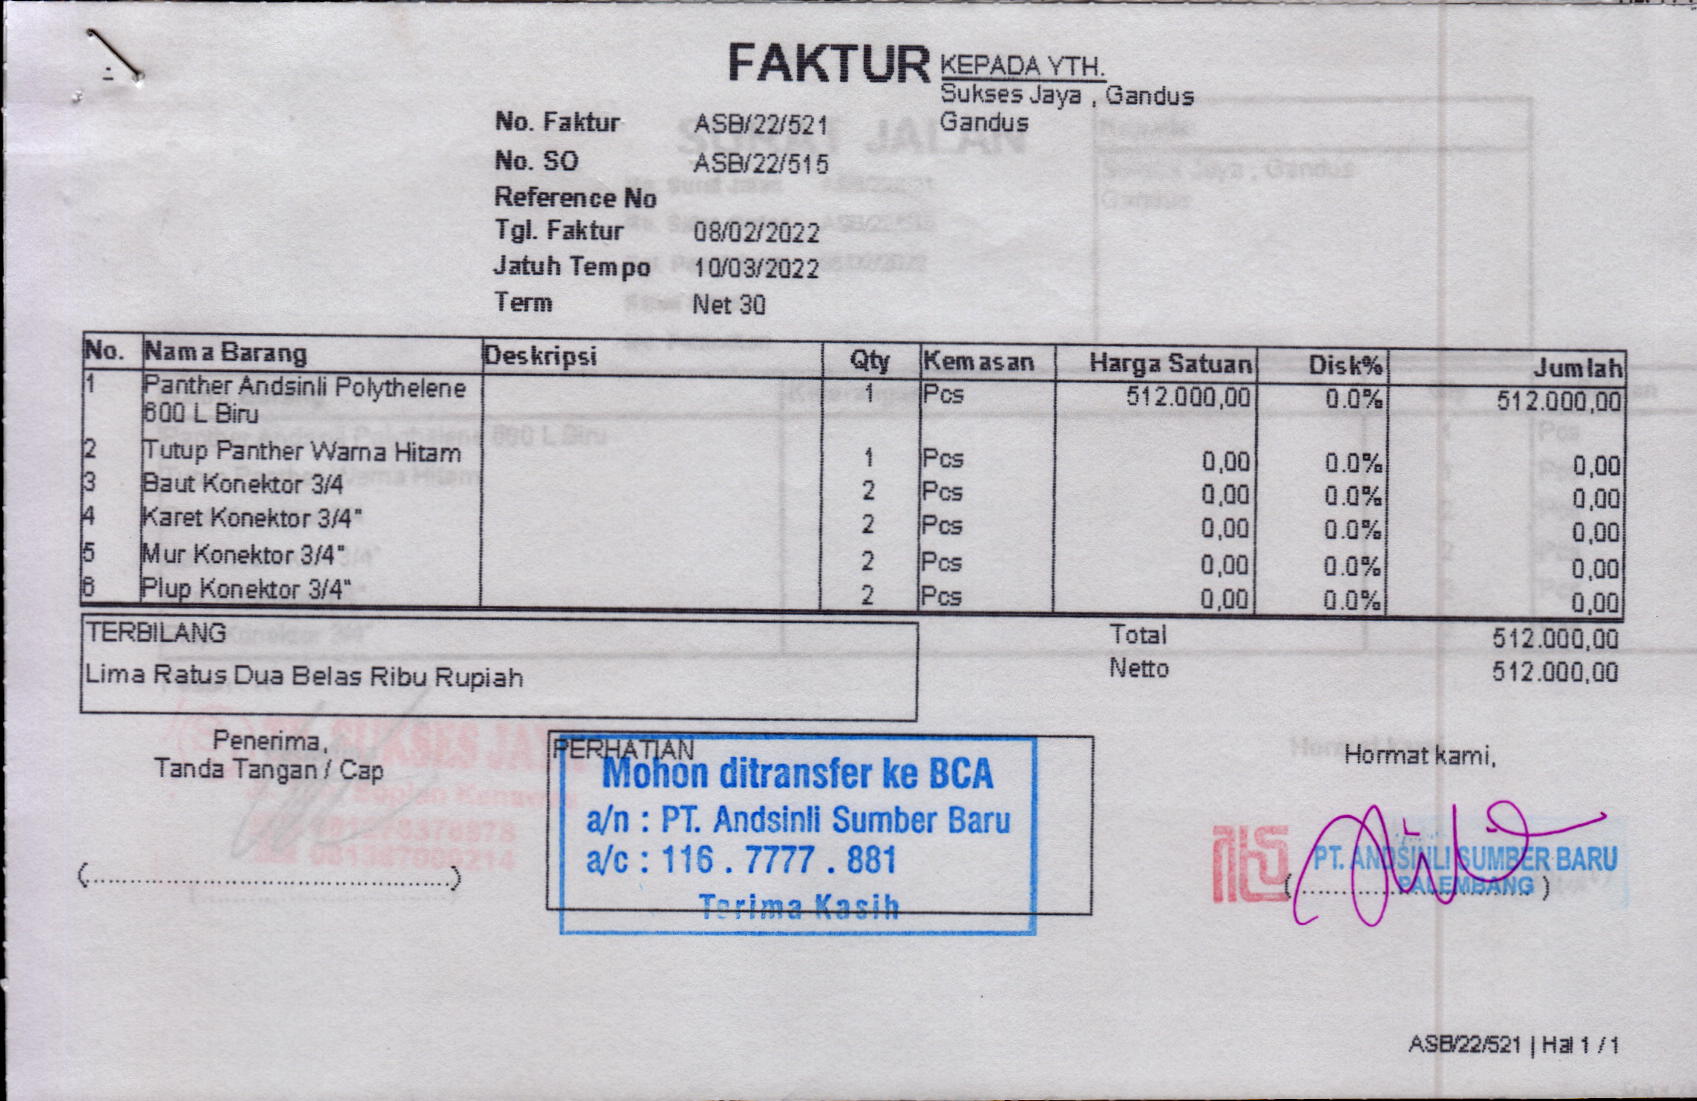 FAKTUR
KEPADA YTH.
Sukses Jaya , Gandus
Gandus
No. Faktur ASB/22/521
No. SO ASB/22/515
Reference No
Tgl. Faktur 08/02/2022
Jatuh Tempo 10/03/2022
Term Net 30
No. Nama Barang Deskripsi Qty Kemasan Harga Satuan Disk% Jumlah
1 Panther Andsinli Polythelene 1 Pcs 512.000,00 0.0% 512.000,00
600 L Biru
2 Tutup Panther Warna Hitam 1 Pcs 0,00 0.0% 0,00
3 Baut Konektor 3/4 2 Pcs 0,00 0.0% 0,00
4 Karet Konektor 3/4" 2 Pcs 0,00 0.0% 0,00
5 Mur Konektor 3/4" 2 Pcs 0,00 0.0% 0,00
6 Plup Konektor 3/4" 2 Pcs 0,00 0.0% 0,00
TERBILANG
Lima Ratus Dua Belas Ribu Rupiah
Total 512.000,00
Netto 512.000,00
Penerima,
Tanda Tangan / Cap
(..............................................)
PERHATIAN
Mohon ditransfer ke BCA
a/n : PT. Andsinli Sumber Baru
a/c : 116 . 7777 . 881
Terima Kasih
Hormat kami,
PT. ANDSINLI SUMBER BARU
PALEMBANG
ASB/22/521 | Hal 1 / 1